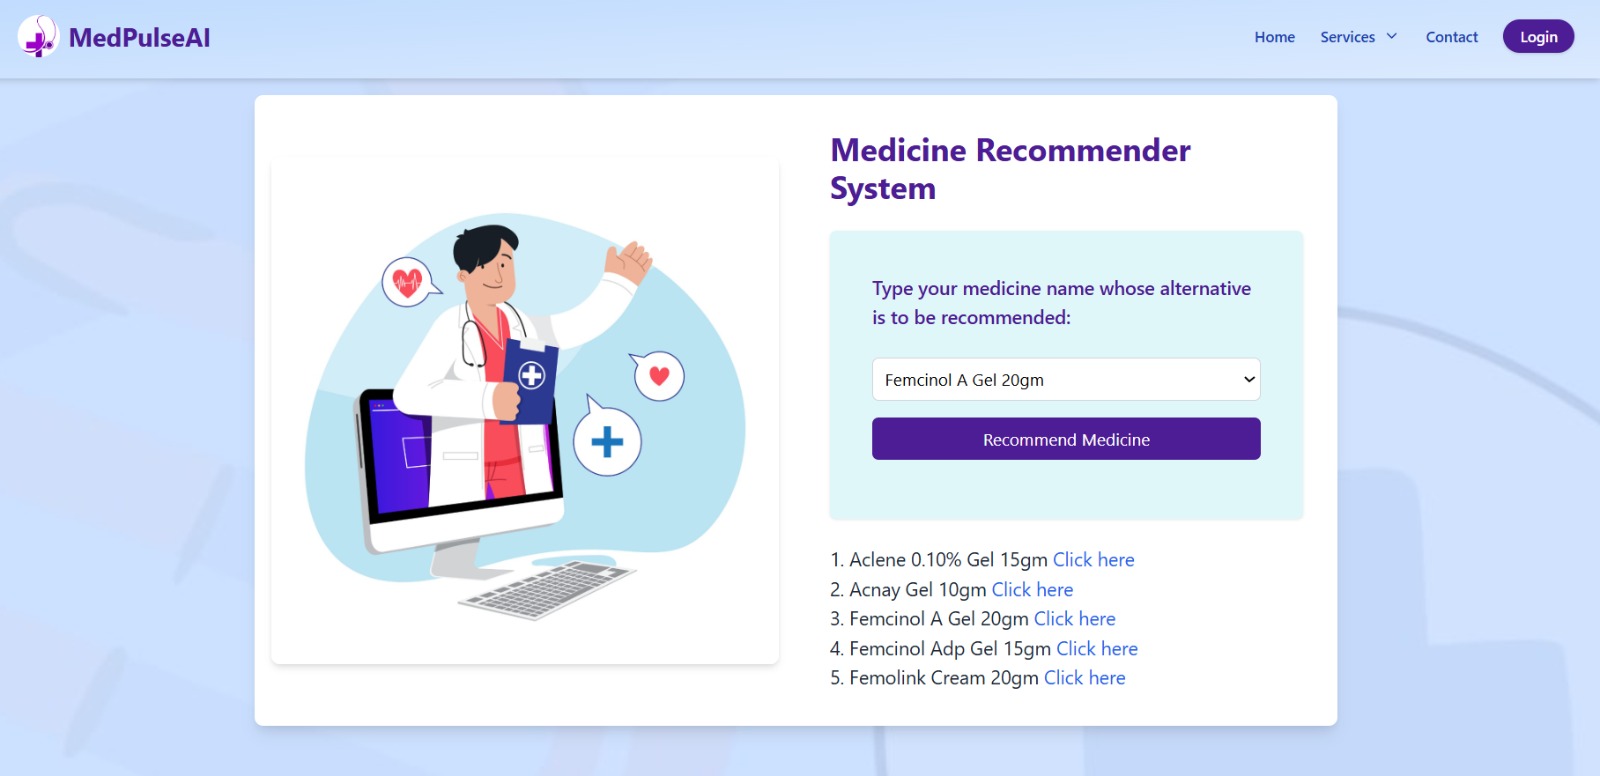 MedPulseAI
Home Services Contact Login
Medicine Recommender
System
Type your medicine name whose alternative
is to be recommended:
Femcinol A Gel 20gm
Recommend Medicine
1. Aclene 0.10% Gel 15gm Click here
2. Acnay Gel 10gm Click here
3. Femcinol A Gel 20gm Click here
4. Femcinol Adp Gel 15gm Click here
5. Femolink Cream 20gm Click here